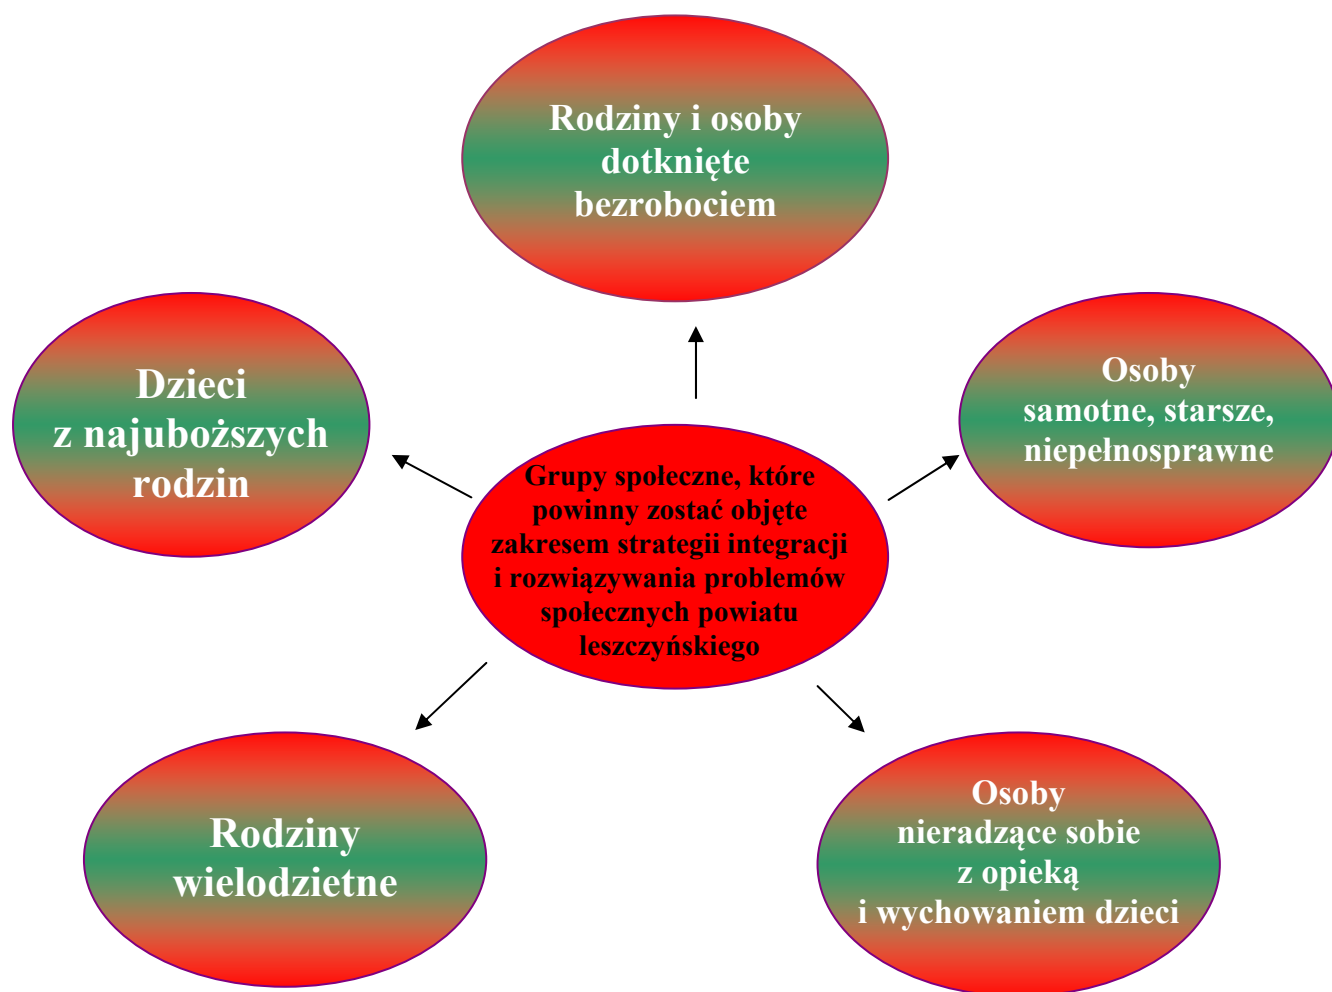 Rodziny i osoby
dotknięte
bezrobociem
Dzieci
z najuboższych
rodzin
Osoby
samotne, starsze,
niepełnosprawne
Grupy społeczne, które
powinny zostać objęte
zakresem strategii integracji
i rozwiązywania problemów
społecznych powiatu
leszczyńskiego
Rodziny
wielodzietne
Osoby
nieradzące sobie
z opieką
i wychowaniem dzieci